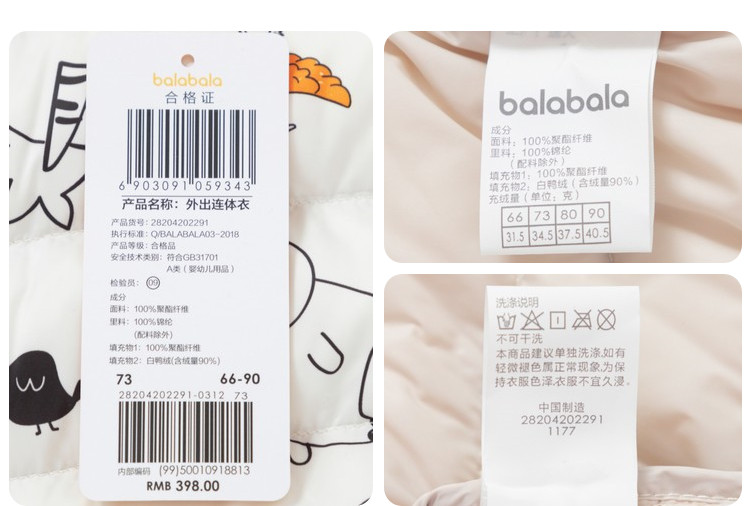 balabala
合格证
6 903091 059343
产品名称：外出连体衣
产品货号：28204202291
执行标准：Q/BALABALA03-2018
产品等级：合格品
安全技术类别：符合GB31701
A类（婴幼儿用品）
检验员：09
成分
面料：100%聚酯纤维
里料：100%锦纶
(配料除外)
填充物1：100%聚酯纤维
填充物2：白鸭绒(含绒量90%)
73 66-90
28204202291-0312 73
内部编码 (99)50010918813
RMB 398.00
balabala
成分
面料：100%聚酯纤维
里料：100%锦纶
（配料除外）
填充物1：100%聚酯纤维
填充物2：白鸭绒（含绒量90%）
充绒量（单位：克）
66 73 80 90
31.5 34.5 37.5 40.5
洗涤说明
不可干洗
本商品建议单独洗涤,如有
轻微褪色属正常现象,为保
持衣服色泽,衣服不宜久浸。
中国制造
28204202291
1177